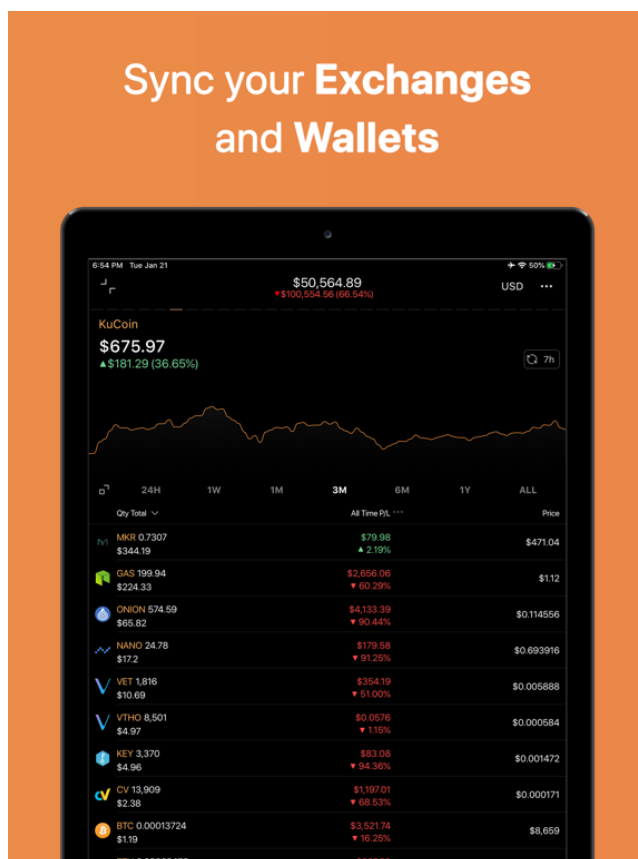 Sync your Exchanges
and Wallets
6:54 PM Tue Jan 21
50%
$50,564.89
▼$100,554.56 (66.54%)
USD
KuCoin
$675.97
▲$181.29 (36.65%)
7h
24H 1W 1M 3M 6M 1Y ALL
Qty Total All Time P/L Price
MKR 0.7307 $79.98 $471.04
$344.19 ▲ 2.19%
GAS 199.94 $2,656.06 $1.12
$224.33 ▼ 60.29%
ONION 574.59 $4,133.39 $0.114556
$65.82 ▼ 90.44%
NANO 24.78 $179.58 $0.693916
$17.2 ▼ 91.25%
VET 1,816 $354.19 $0.005888
$10.69 ▼ 51.00%
VTHO 8,501 $0.0576 $0.000584
$4.97 ▼ 1.15%
KEY 3,370 $83.08 $0.001472
$4.96 ▼ 94.36%
CV 13,909 $1,197.01 $0.000171
$2.38 ▼ 68.53%
BTC 0.00013724 $3,521.74 $8,659
$1.19 ▼ 16.25%